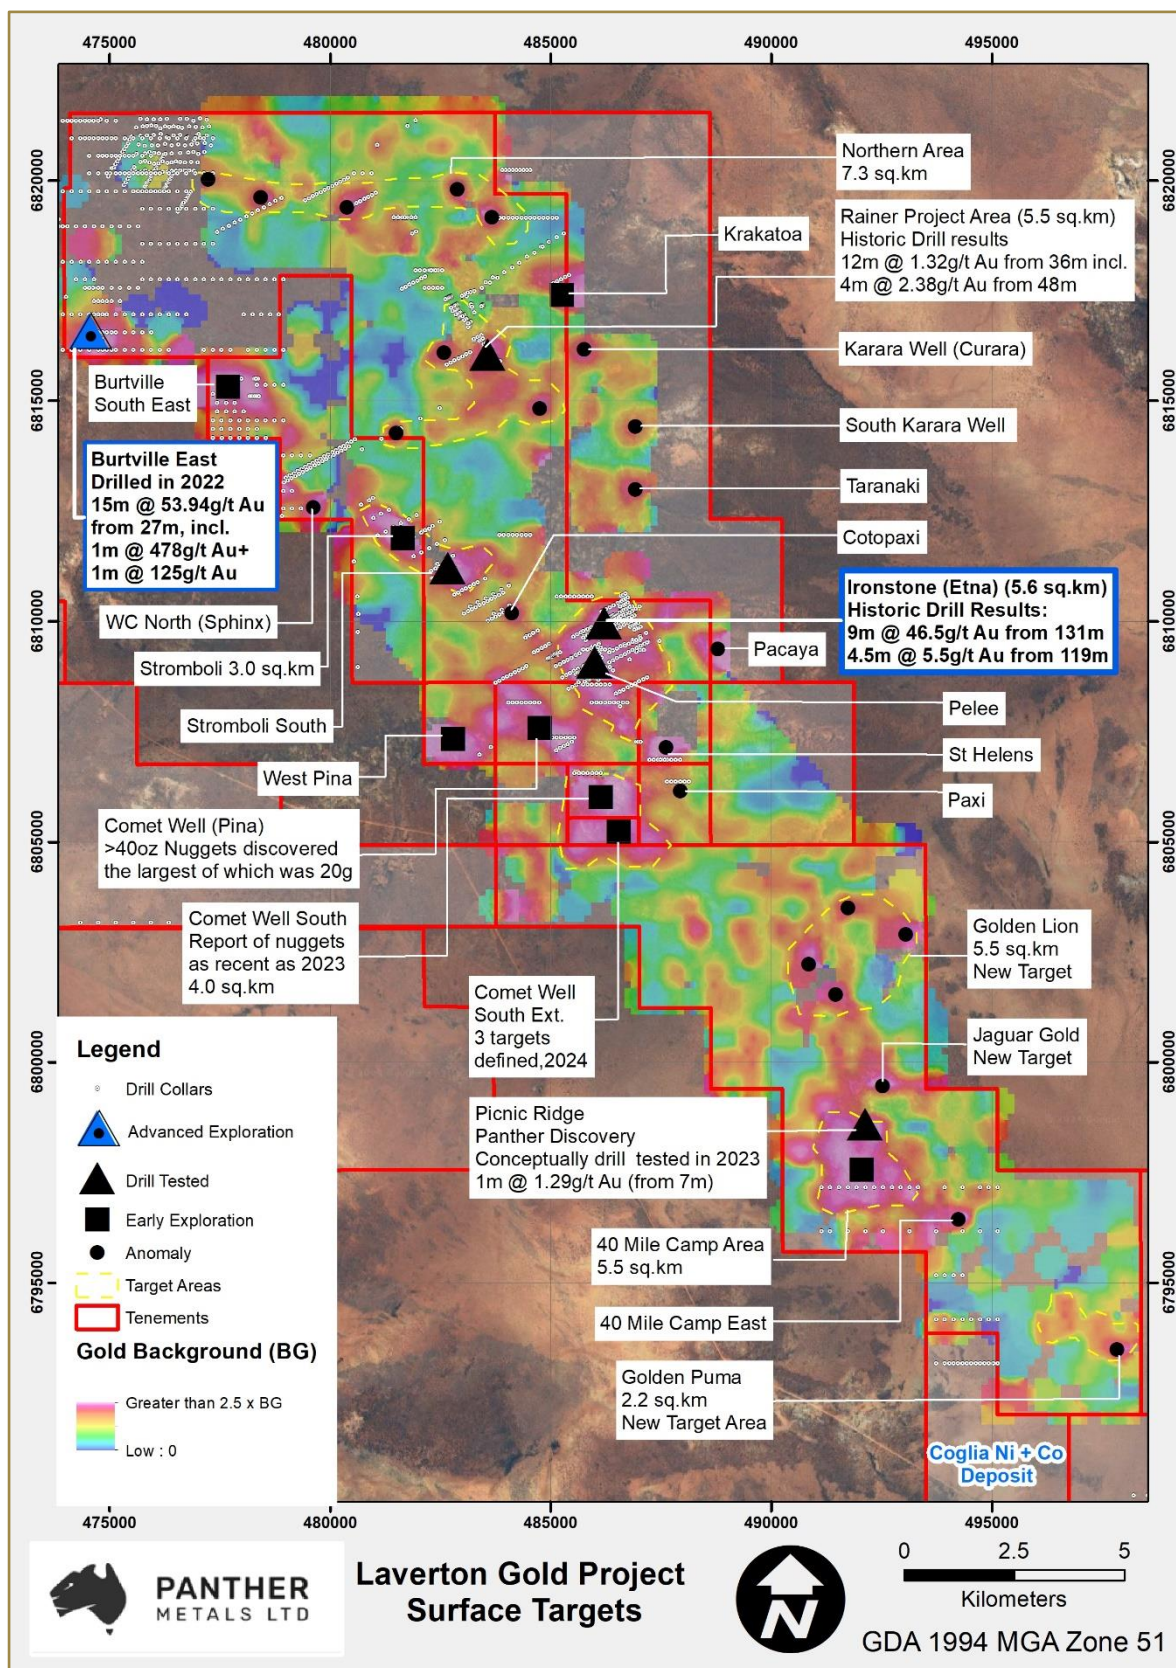 475000
480000
485000
490000
495000
6820000
6815000
6810000
6805000
6800000
6795000
6820000
6815000
6810000
6805000
6800000
6795000
Northern Area
7.3 sq.km
Rainer Project Area (5.5 sq.km)
Historic Drill results
12m @ 1.32g/t Au from 36m incl.
4m @ 2.38g/t Au from 48m
Krakatoa
Karara Well (Curara)
South Karara Well
Taranaki
Cotopaxi
Burtville
South East
Burtville East
Drilled in 2022
15m @ 53.94g/t Au
from 27m, incl.
1m @ 478g/t Au+
1m @ 125g/t Au
Ironstone (Etna) (5.6 sq.km)
Historic Drill Results:
9m @ 46.5g/t Au from 131m
4.5m @ 5.5g/t Au from 119m
WC North (Sphinx)
Stromboli 3.0 sq.km
Stromboli South
West Pina
Pacaya
Pelee
St Helens
Paxi
Comet Well (Pina)
>40oz Nuggets discovered
the largest of which was 20g
Comet Well South
Report of nuggets
as recent as 2023
4.0 sq.km
Comet Well
South Ext.
3 targets
defined,2024
Golden Lion
5.5 sq.km
New Target
Jaguar Gold
New Target
Picnic Ridge
Panther Discovery
Conceptually drill tested in 2023
1m @ 1.29g/t Au (from 7m)
40 Mile Camp Area
5.5 sq.km
40 Mile Camp East
Golden Puma
2.2 sq.km
New Target Area
Coglia Ni + Co
Deposit
Legend
Drill Collars
Advanced Exploration
Drill Tested
Early Exploration
Anomaly
Target Areas
Tenements
Gold Background (BG)
Greater than 2.5 x BG
Low : 0
475000
480000
485000
490000
495000
PANTHER
METALS LTD
Laverton Gold Project
Surface Targets
N
0
2.5
5
Kilometers
GDA 1994 MGA Zone 51